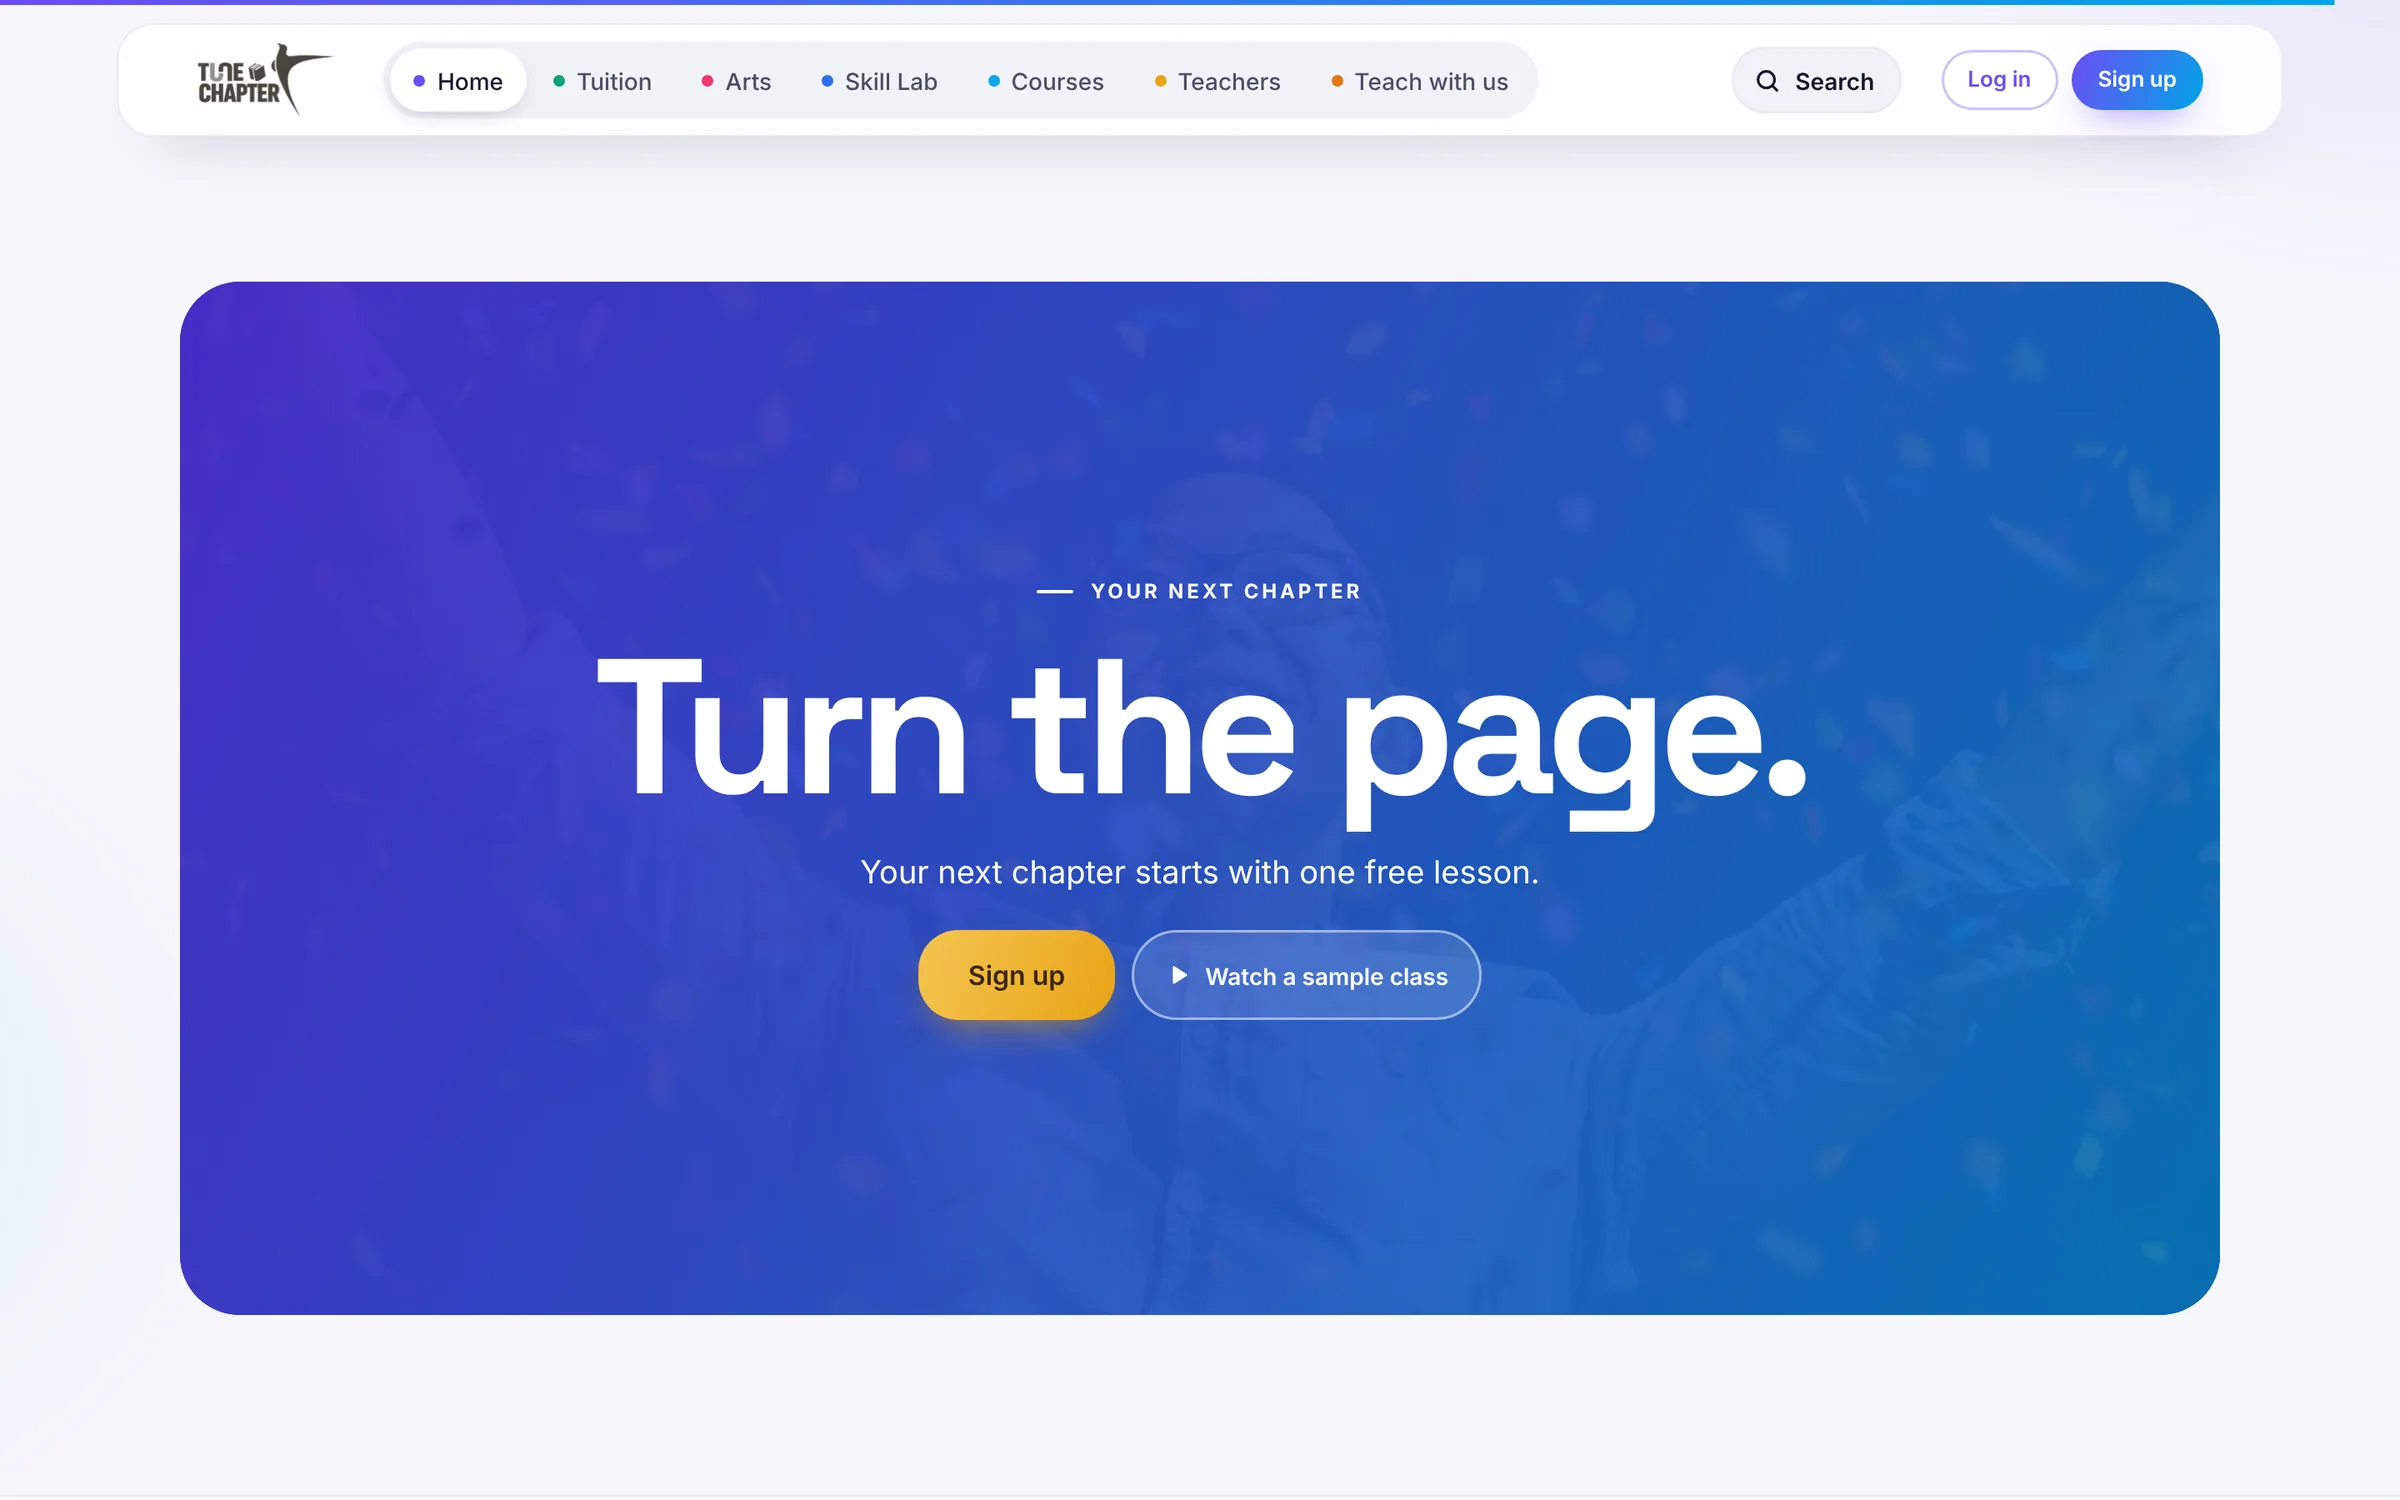 TUNE
CHAPTER
Home
Tuition
Arts
Skill Lab
Courses
Teachers
Teach with us
Search
Log in
Sign up
YOUR NEXT CHAPTER
Turn the page.
Your next chapter starts with one free lesson.
Sign up
Watch a sample class